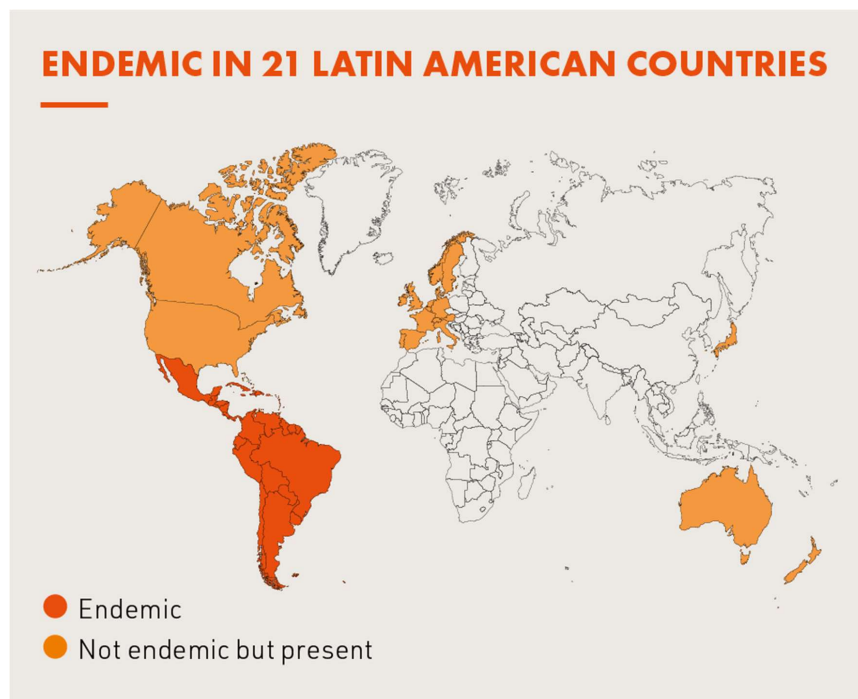 ENDEMIC IN 21 LATIN AMERICAN COUNTRIES
Endemic
Not endemic but present